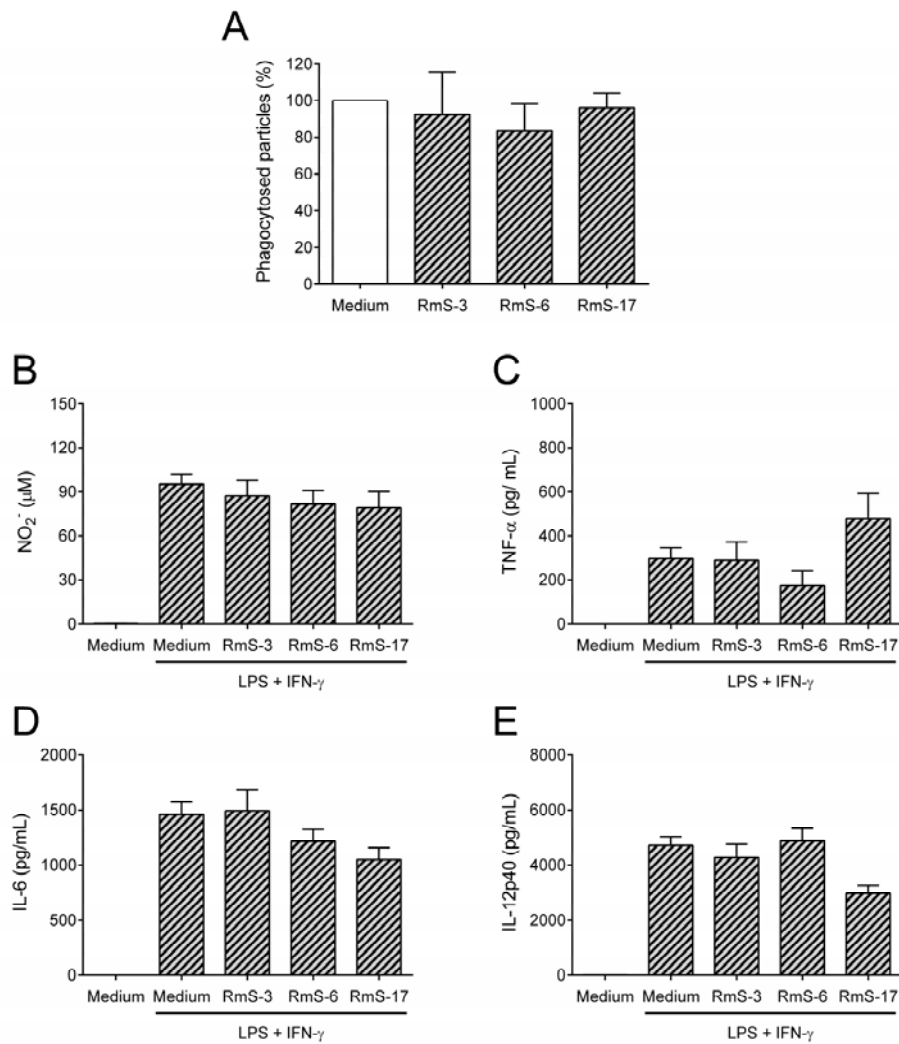 A
Phagocytosed particles (%)
120
100
80
60
40
20
0
Medium RmS-3 RmS-6 RmS-17
B
NO₂⁻ (μM)
150
120
90
60
30
0
Medium Medium RmS-3 RmS-6 RmS-17
LPS + IFN-γ
C
TNF-α (pg/ mL)
1000
800
600
400
200
0
Medium Medium RmS-3 RmS-6 RmS-17
LPS + IFN-γ
D
IL-6 (pg/mL)
2000
1500
1000
500
0
Medium Medium RmS-3 RmS-6 RmS-17
LPS + IFN-γ
E
IL-12p40 (pg/mL)
8000
6000
4000
2000
0
Medium Medium RmS-3 RmS-6 RmS-17
LPS + IFN-γ